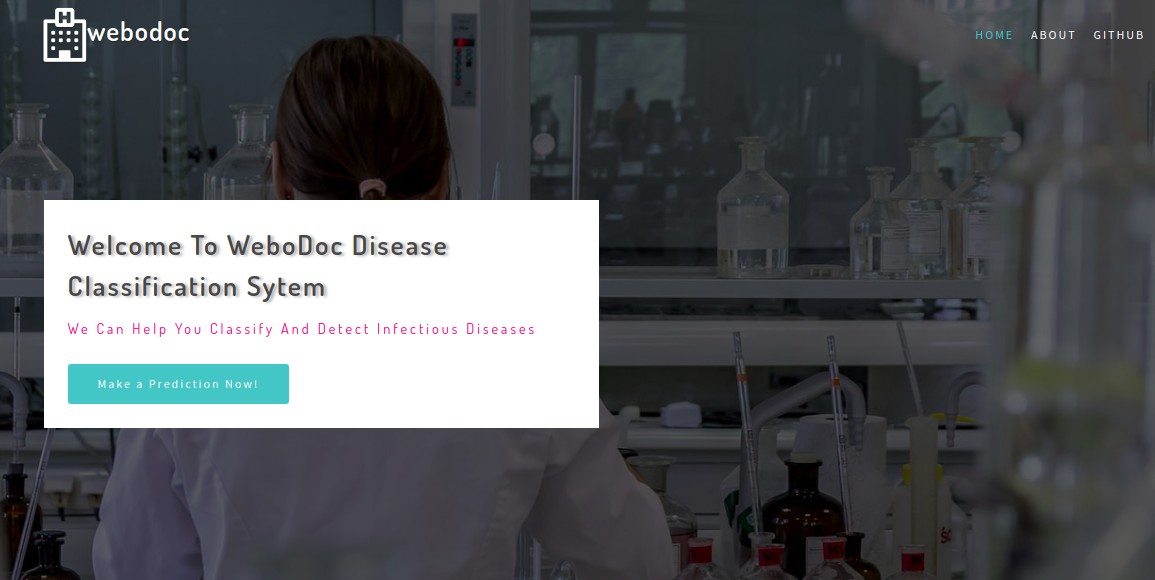 webodoc
HOME ABOUT GITHUB
Welcome To WeboDoc Disease
Classification Sytem
We Can Help You Classify And Detect Infectious Diseases
Make a Prediction Now!